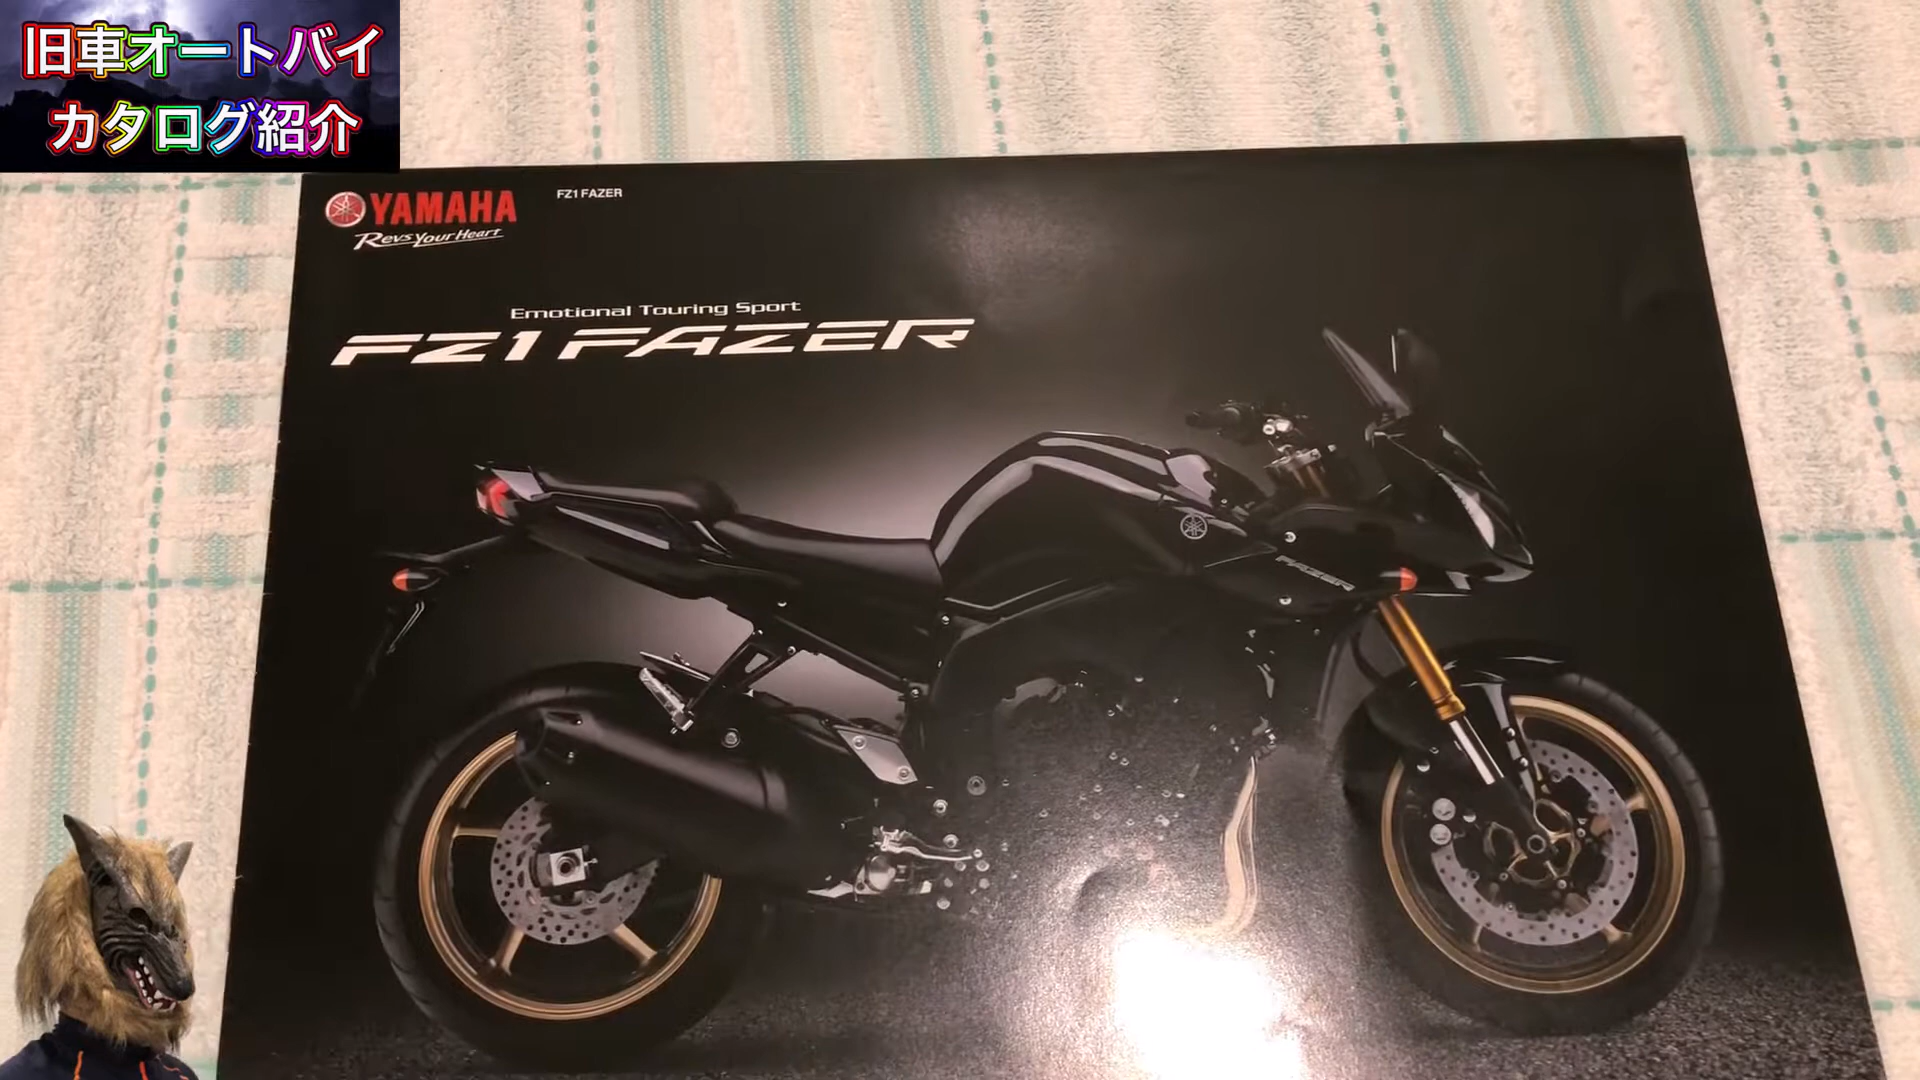 旧車オートバイ
カタログ紹介
YAMAHA
Revs Your Heart
FZ1 FAZER
Emotional Touring Sport
FZ1 FAZER
FAZER